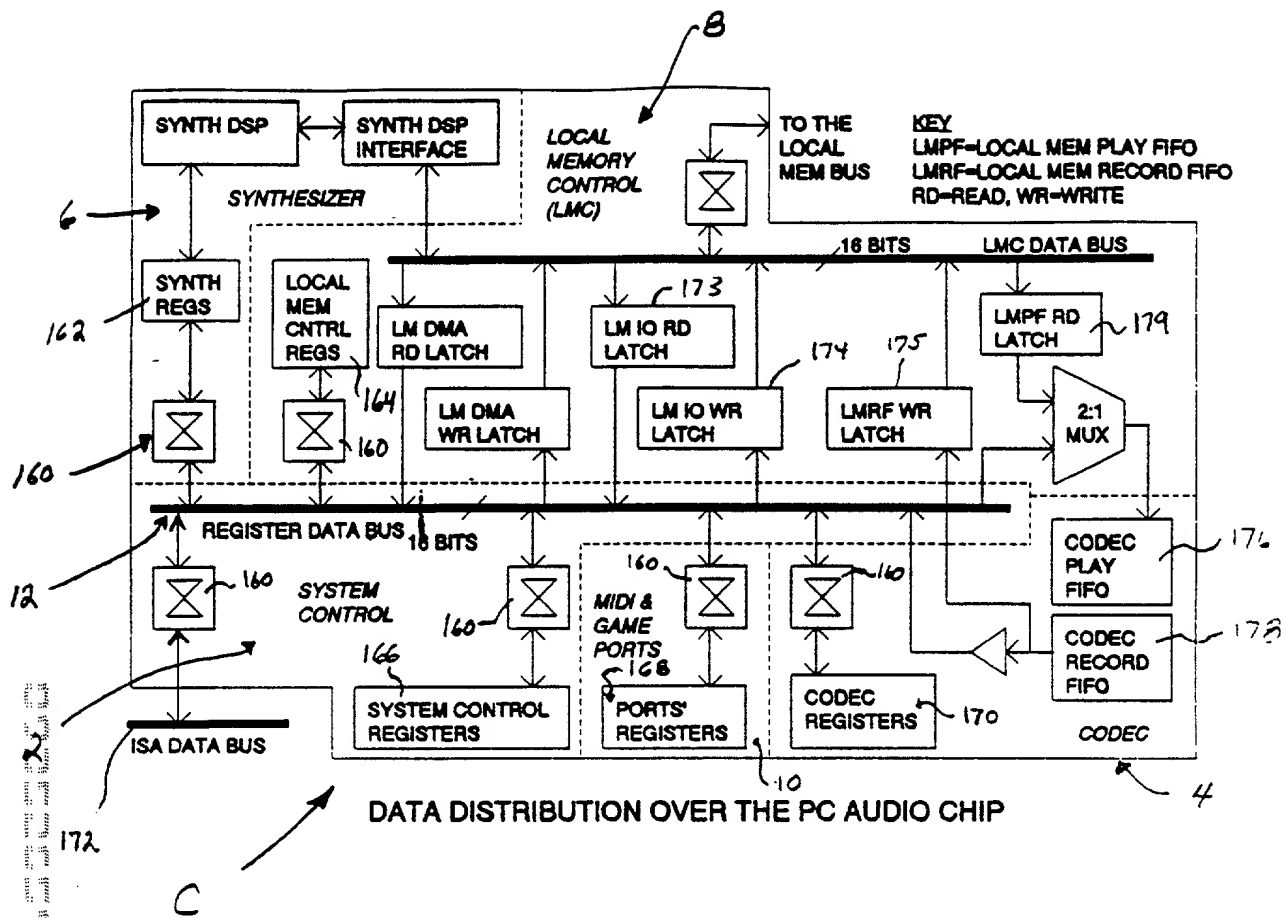 8
SYNTH DSP
SYNTH DSP
INTERFACE
LOCAL
MEMORY
CONTROL
(LMC)
TO THE
LOCAL
MEM BUS
KEY
LMPF=LOCAL MEM PLAY FIFO
LMRF=LOCAL MEM RECORD FIFO
RD=READ, WR=WRITE
6
SYNTHESIZER
16 BITS
LMC DATA BUS
SYNTH
REGS
162
LOCAL
MEM
CNTRL
REGS
164
LM DMA
RD LATCH
173
LM IO RD
LATCH
LMPF RD
LATCH
179
174
175
LM DMA
WR LATCH
LM IO WR
LATCH
LMRF WR
LATCH
2:1
MUX
160
160
12
REGISTER DATA BUS
16 BITS
160
SYSTEM
CONTROL
160
160
MIDI &
GAME
PORTS
160
CODEC
PLAY
FIFO
176
CODEC
RECORD
FIFO
178
2
166
SYSTEM CONTROL
REGISTERS
168
PORTS'
REGISTERS
CODEC
REGISTERS
170
CODEC
ISA DATA BUS
10
4
172
DATA DISTRIBUTION OVER THE PC AUDIO CHIP
C